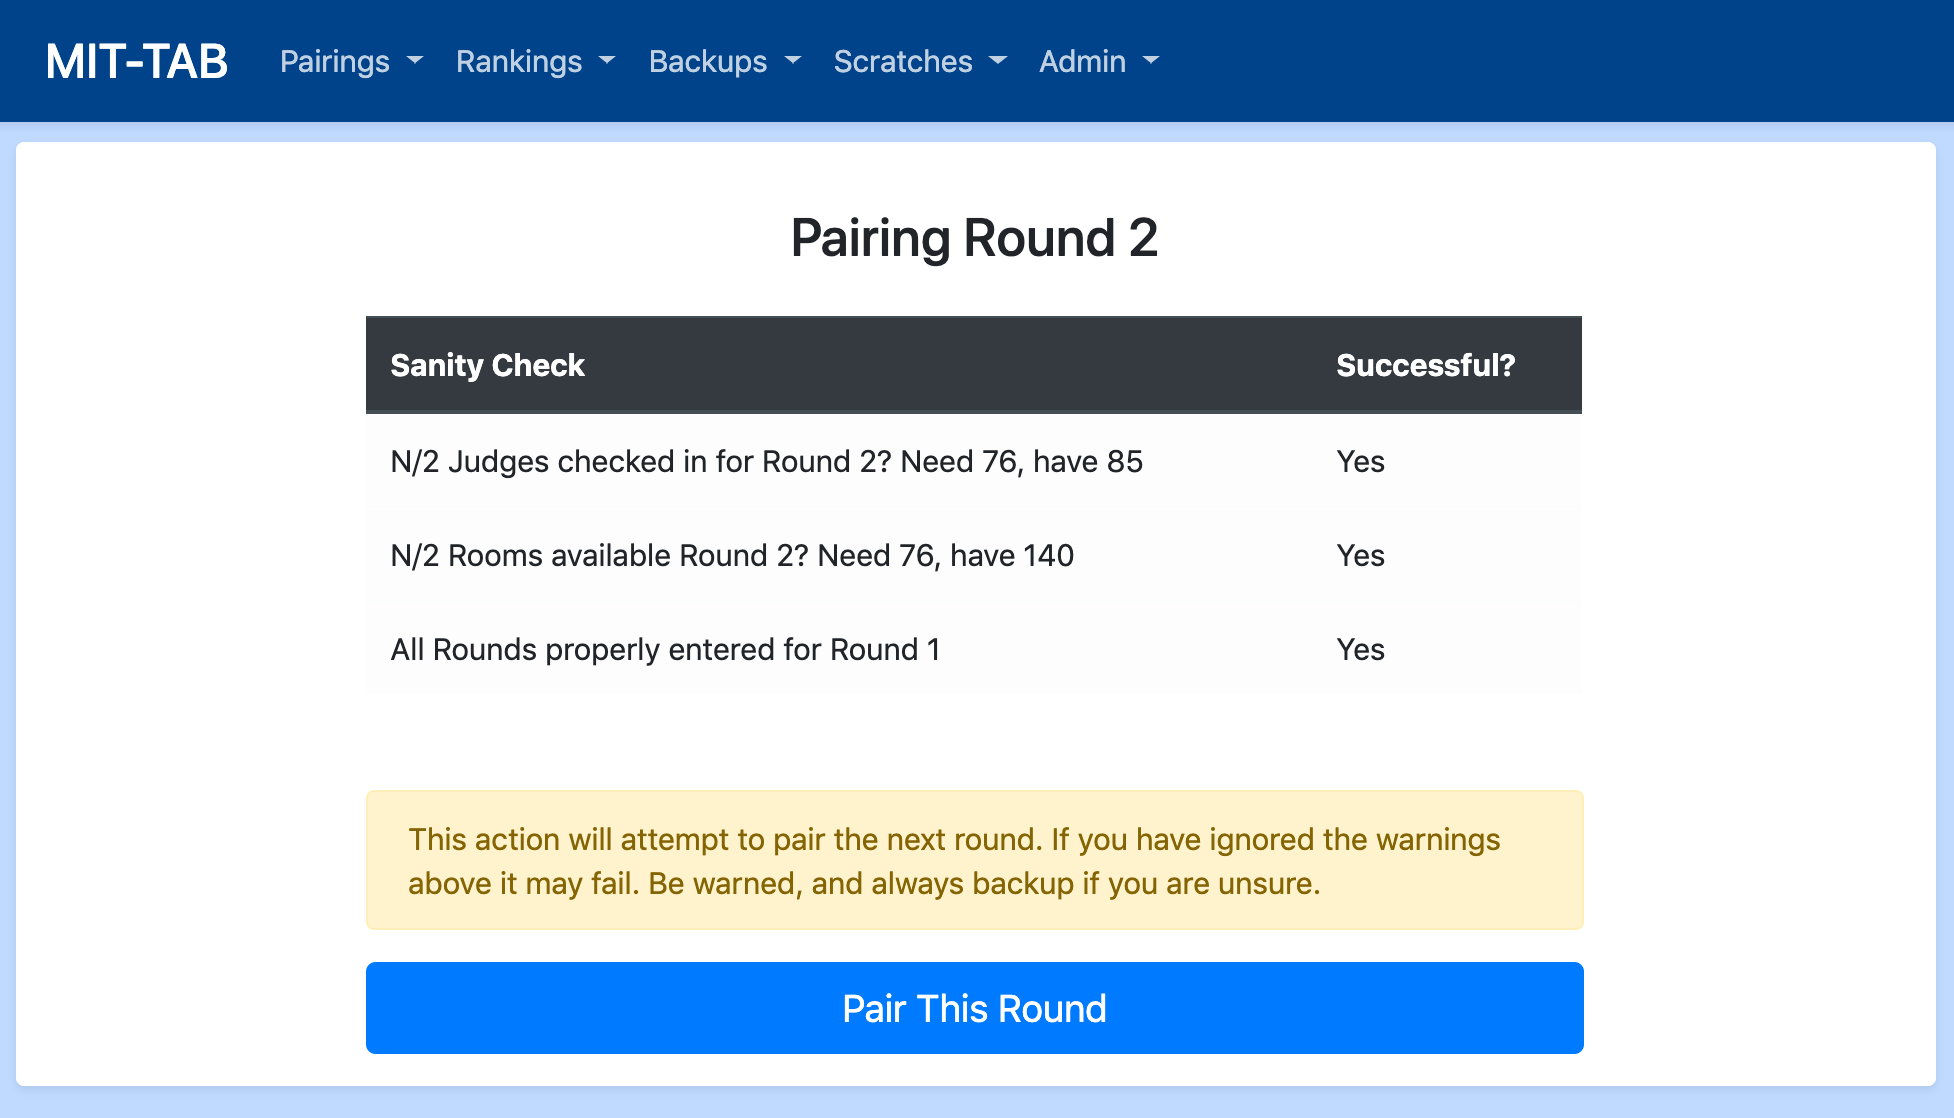 MIT-TAB Pairings Rankings Backups Scratches Admin
Pairing Round 2
Sanity Check Successful?
N/2 Judges checked in for Round 2? Need 76, have 85 Yes
N/2 Rooms available Round 2? Need 76, have 140 Yes
All Rounds properly entered for Round 1 Yes
This action will attempt to pair the next round. If you have ignored the warnings
above it may fail. Be warned, and always backup if you are unsure.
Pair This Round